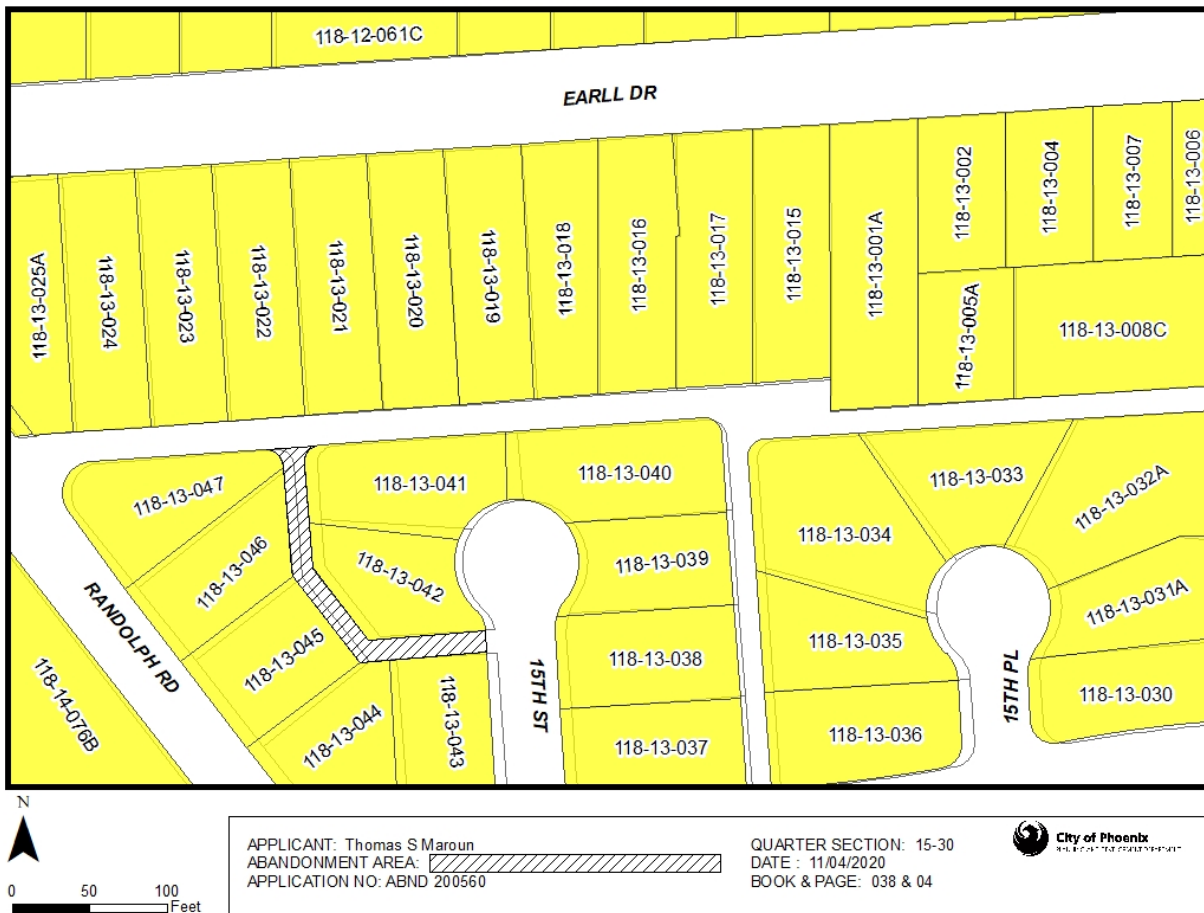 118-12-061C
EARLL DR
118-13-025A
118-13-024
118-13-023
118-13-022
118-13-021
118-13-020
118-13-019
118-13-018
118-13-016
118-13-017
118-13-015
118-13-001A
118-13-002
118-13-004
118-13-007
118-13-006
118-13-005A
118-13-008C
118-13-047
118-13-046
118-13-045
118-13-044
118-13-043
118-13-041
118-13-042
118-13-040
118-13-039
118-13-038
118-13-037
118-13-034
118-13-033
118-13-032A
118-13-031A
118-13-035
118-13-036
118-13-030
RANDOLPH RD
118-14-076B
15TH ST
15TH PL
N
0 50 100
Feet
APPLICANT: Thomas S Maroun
ABANDONMENT AREA:
APPLICATION NO: ABND 200560
QUARTER SECTION: 15-30
DATE : 11/04/2020
BOOK & PAGE: 038 & 04
City of Phoenix